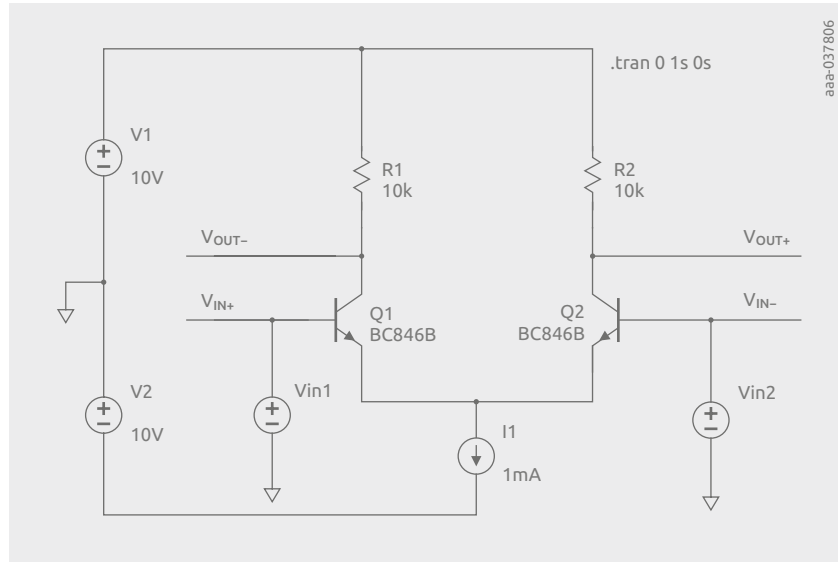 aaa-037806
.tran 0 1s 0s
V1
10V
R1
10k
R2
10k
VOUT−
VOUT+
VIN+
Q1
BC846B
Q2
BC846B
VIN−
V2
10V
Vin1
Vin2
I1
1mA